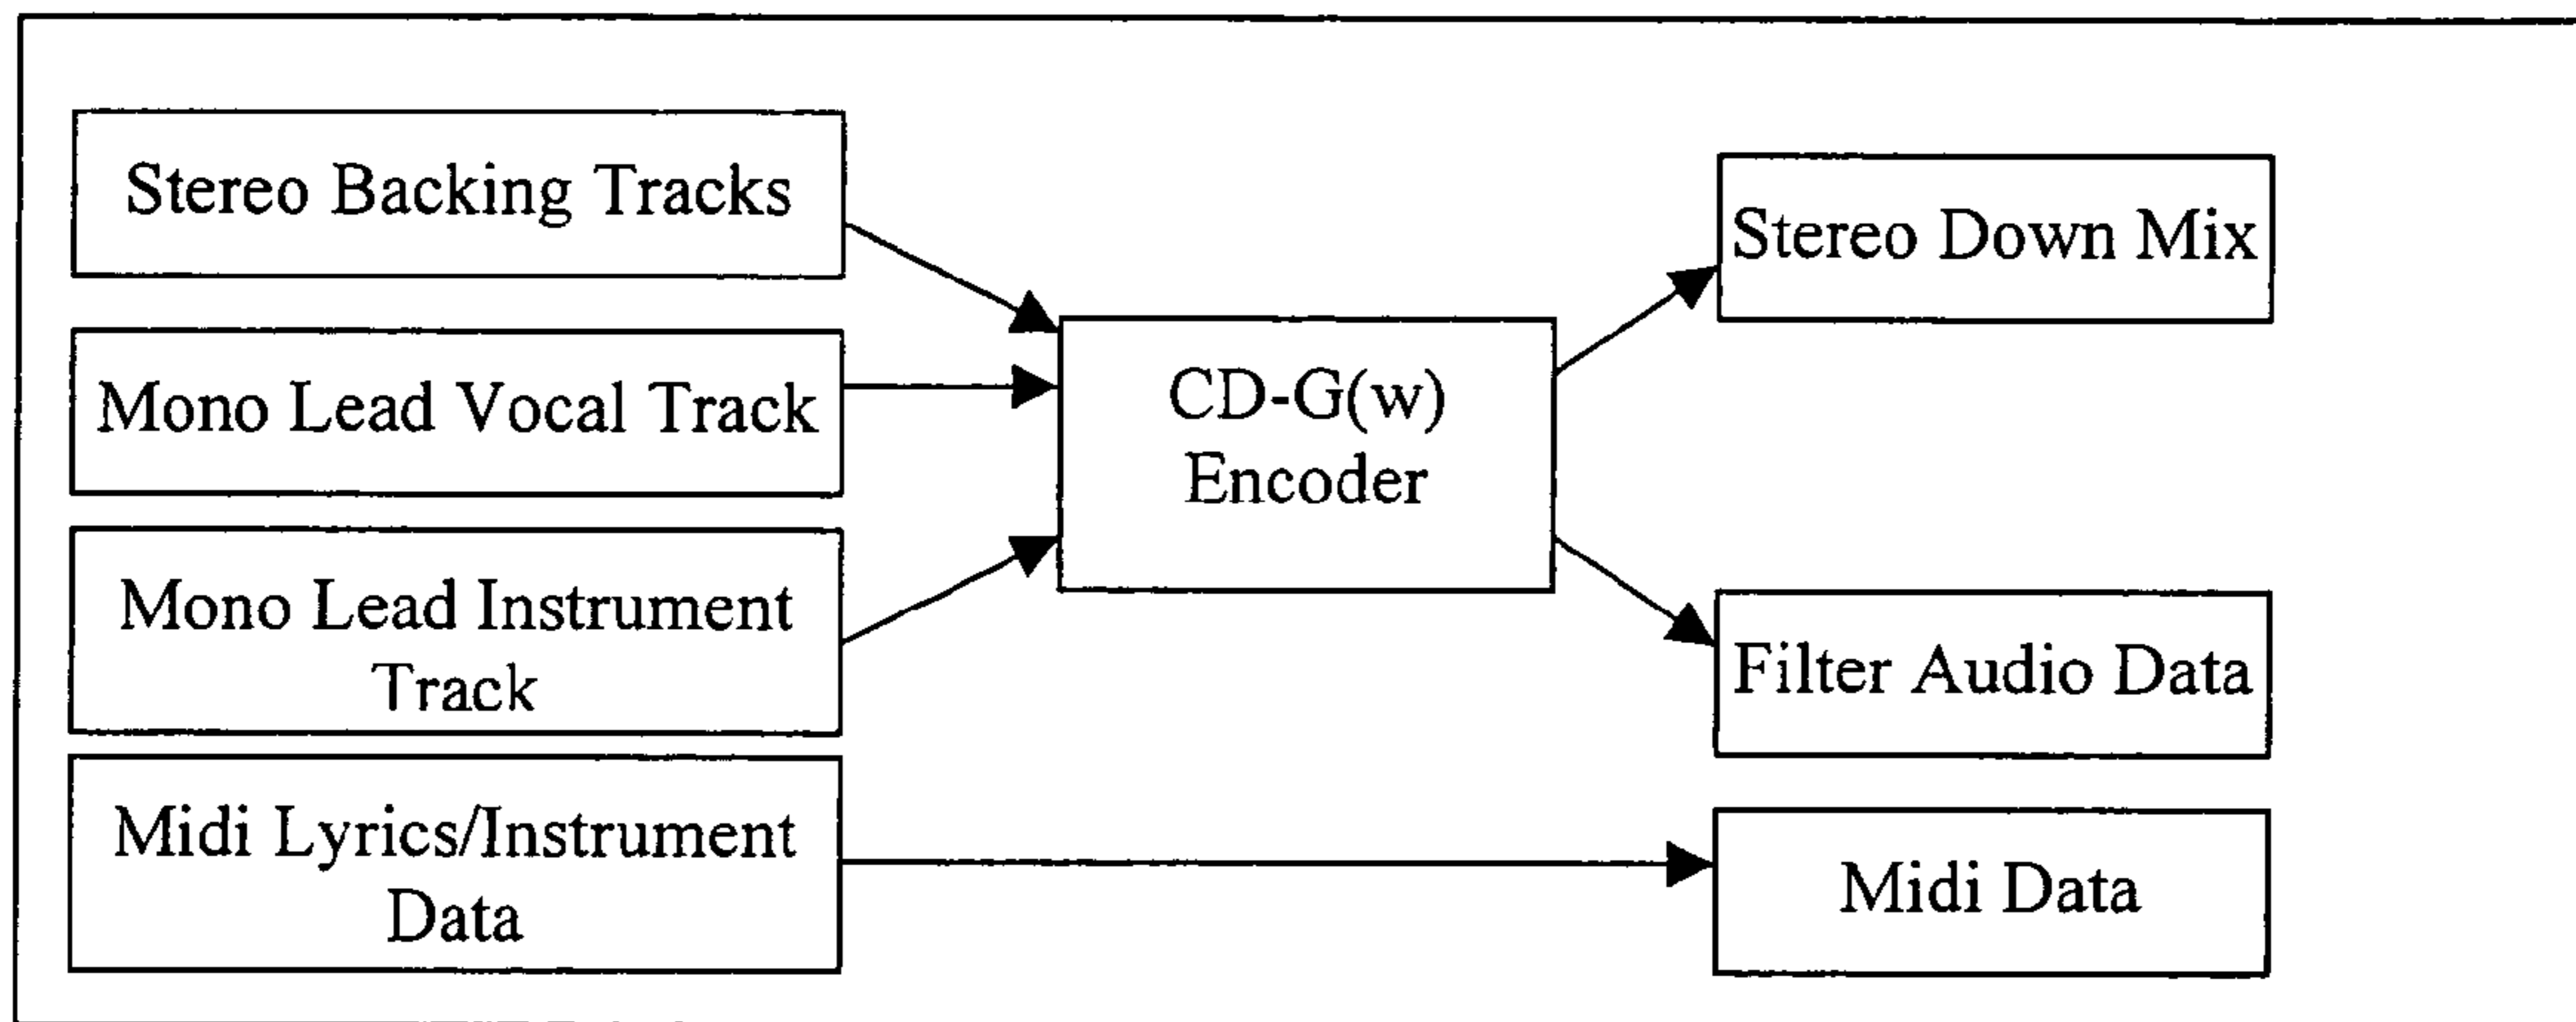 Stereo Backing Tracks
Mono Lead Vocal Track
Mono Lead Instrument
Track
Midi Lyrics/Instrument
Data
CD-G(w)
Encoder
Stereo Down Mix
Filter Audio Data
Midi Data